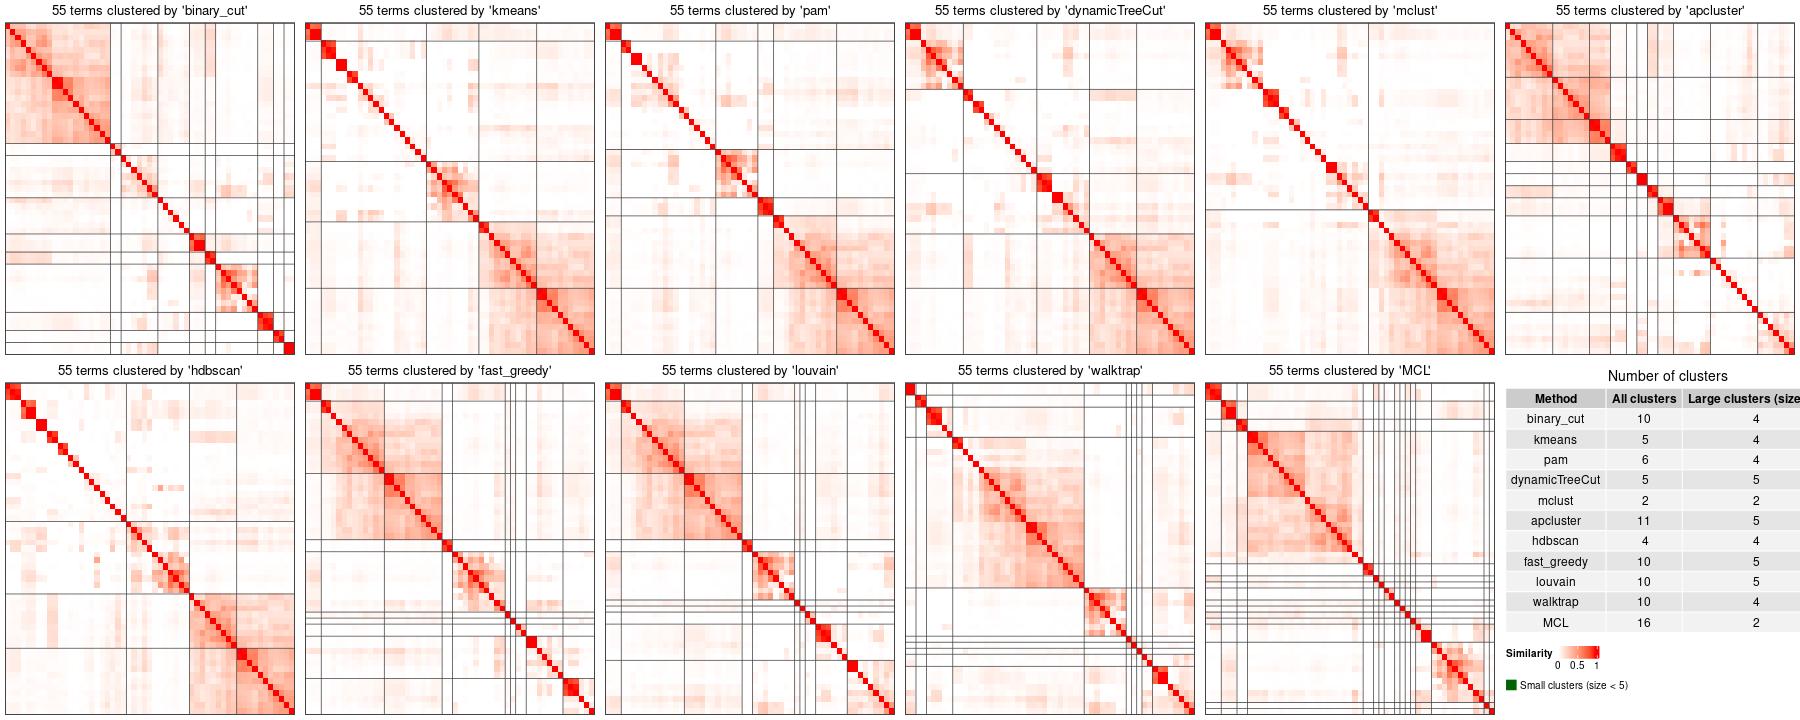 55 terms clustered by 'binary_cut'
55 terms clustered by 'kmeans'
55 terms clustered by 'pam'
55 terms clustered by 'dynamicTreeCut'
55 terms clustered by 'mclust'
55 terms clustered by 'apcluster'
55 terms clustered by 'hdbscan'
55 terms clustered by 'fast_greedy'
55 terms clustered by 'louvain'
55 terms clustered by 'walktrap'
55 terms clustered by 'MCL'
Number of clusters
Method All clusters Large clusters (size
binary_cut 10 4
kmeans 5 4
pam 6 4
dynamicTreeCut 5 5
mclust 2 2
apcluster 11 5
hdbscan 4 4
fast_greedy 10 5
louvain 10 5
walktrap 10 4
MCL 16 2
Similarity
0 0.5 1
Small clusters (size < 5)